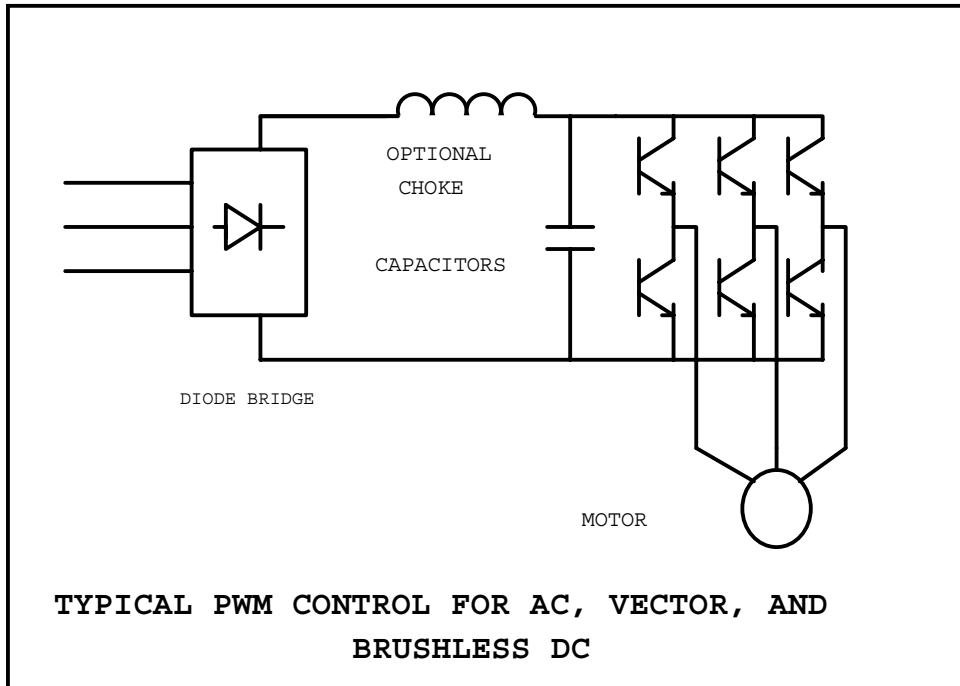 OPTIONAL
CHOKE
CAPACITORS
DIODE BRIDGE
MOTOR
TYPICAL PWM CONTROL FOR AC, VECTOR, AND
BRUSHLESS DC